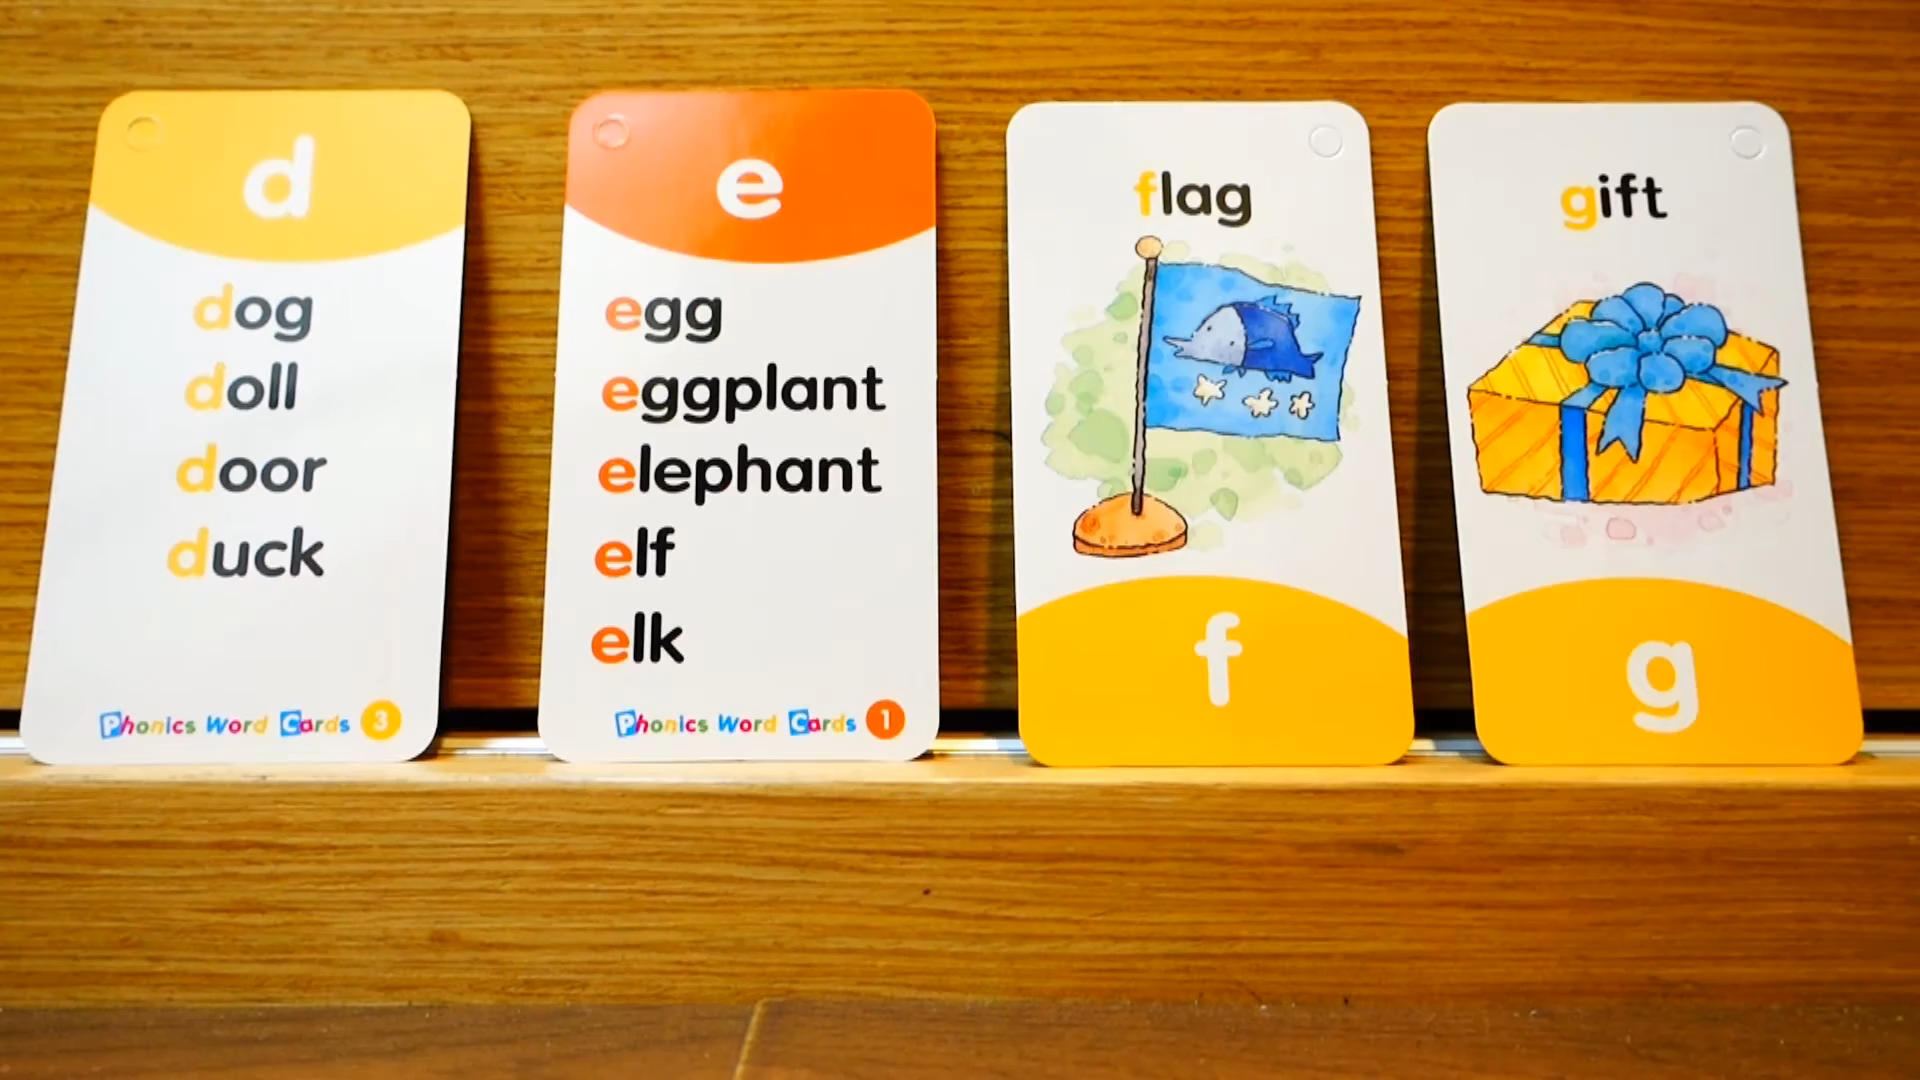 d
dog
doll
door
duck
Phonics Word Cards 3
e
egg
eggplant
elephant
elf
elk
Phonics Word Cards 1
flag
f
gift
g